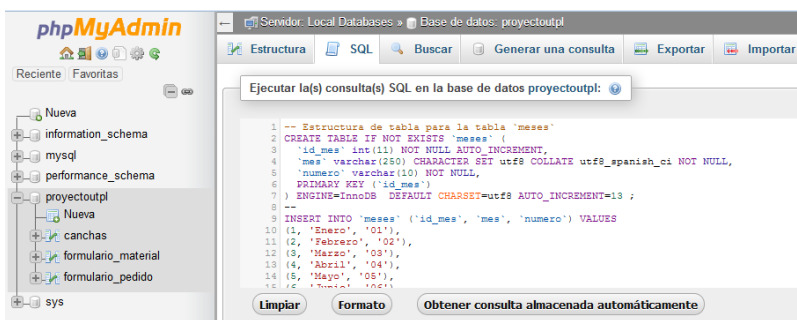 phpMyAdmin
Reciente Favoritas
Nueva
information_schema
mysql
performance_schema
proyectoutpl
Nueva
canchas
formulario_material
formulario_pedido
sys
Servidor: Local Databases » Base de datos: proyectoutpl
Estructura SQL Buscar Generar una consulta Exportar Importar
Ejecutar la(s) consulta(s) SQL en la base de datos proyectoutpl:
1 -- Estructura de tabla para la tabla `meses`
2 CREATE TABLE IF NOT EXISTS `meses` (
3 `id_mes` int(11) NOT NULL AUTO_INCREMENT,
4 `mes` varchar(250) CHARACTER SET utf8 COLLATE utf8_spanish_ci NOT NULL,
5 `numero` varchar(10) NOT NULL,
6 PRIMARY KEY (`id_mes`)
7 ) ENGINE=InnoDB DEFAULT CHARSET=utf8 AUTO_INCREMENT=13 ;
8 --
9 INSERT INTO `meses` (`id_mes`, `mes`, `numero`) VALUES
10 (1, 'Enero', '01'),
11 (2, 'Febrero', '02'),
12 (3, 'Marzo', '03'),
13 (4, 'Abril', '04'),
14 (5, 'Mayo', '05'),
15 (6, 'Junio', '06'),
Limpiar Formato Obtener consulta almacenada automáticamente